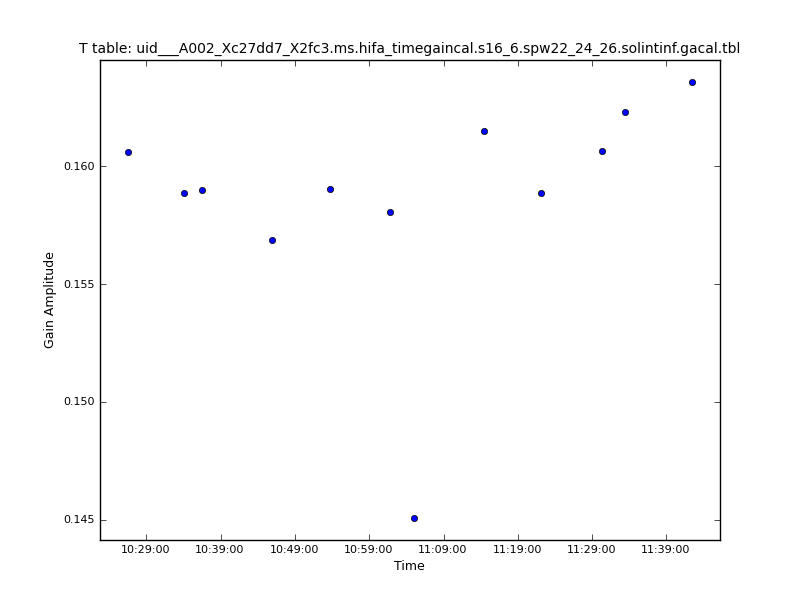 T table: uid___A002_Xc27dd7_X2fc3.ms.hifa_timegaincal.s16_6.spw22_24_26.solintinf.gacal.tbl
0.160
0.155
Gain Amplitude
0.150
0.145
10:29:00 10:39:00 10:49:00 10:59:00 11:09:00 11:19:00 11:29:00 11:39:00
Time